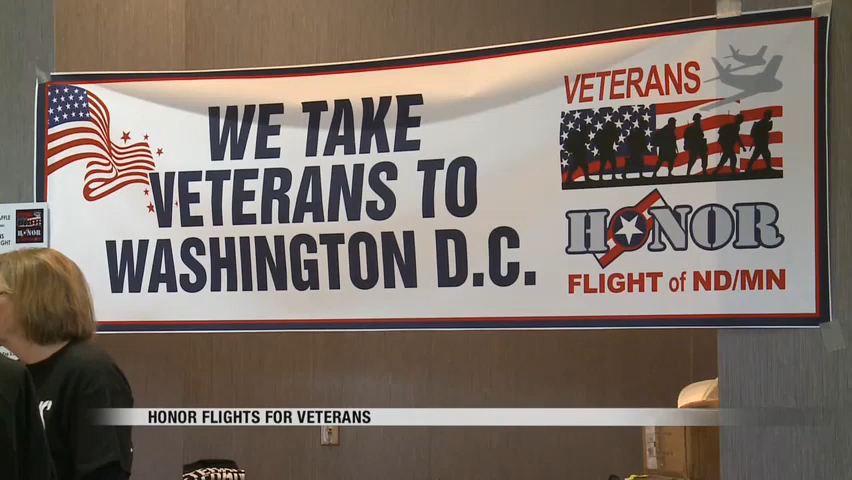 WE TAKE
VETERANS TO
WASHINGTON D.C.
VETERANS
HONOR
FLIGHT of ND/MN
HONOR FLIGHTS FOR VETERANS